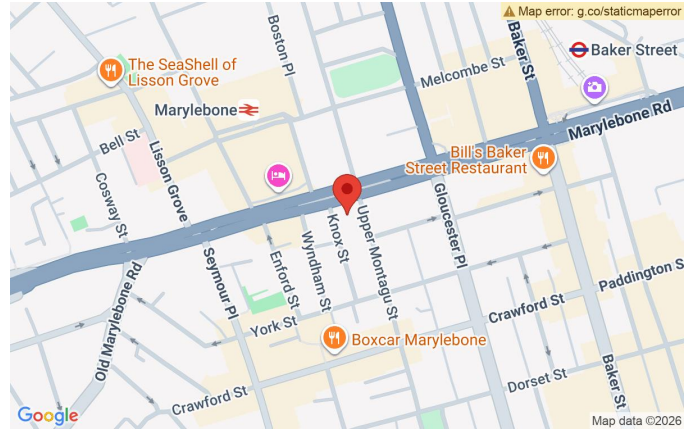 Map error: g.co/staticmaperror
The SeaShell of
Lisson Grove
Boston Pl
Baker St
Baker Street
Melcombe St
Marylebone
Marylebone Rd
Bell St
Lisson Grove
Bill's Baker
Street Restaurant
Cosway St
Gloucester Pl
Knox St
Upper Montagu St
Wyndham St
Enford St
Seymour Pl
Old Marylebone Rd
Paddington S
Crawford St
York St
Boxcar Marylebone
Baker St
Dorset St
Crawford St
Google
Map data ©2026